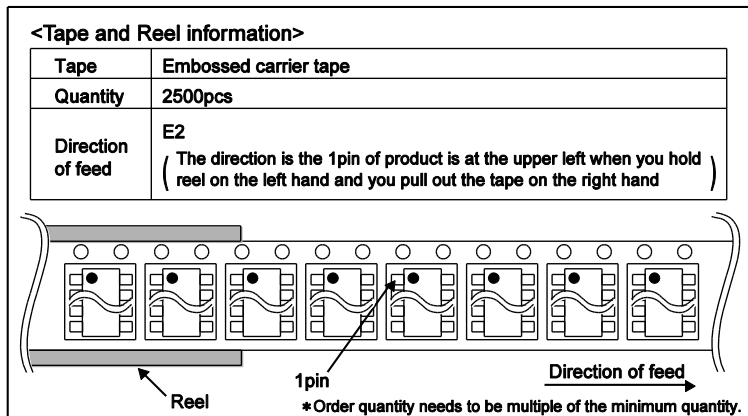 <Tape and Reel information>
Tape Embossed carrier tape
Quantity 2500pcs
Direction of feed E2
( The direction is the 1pin of product is at the upper left when you hold
reel on the left hand and you pull out the tape on the right hand )
1pin
Direction of feed
Reel
*Order quantity needs to be multiple of the minimum quantity.